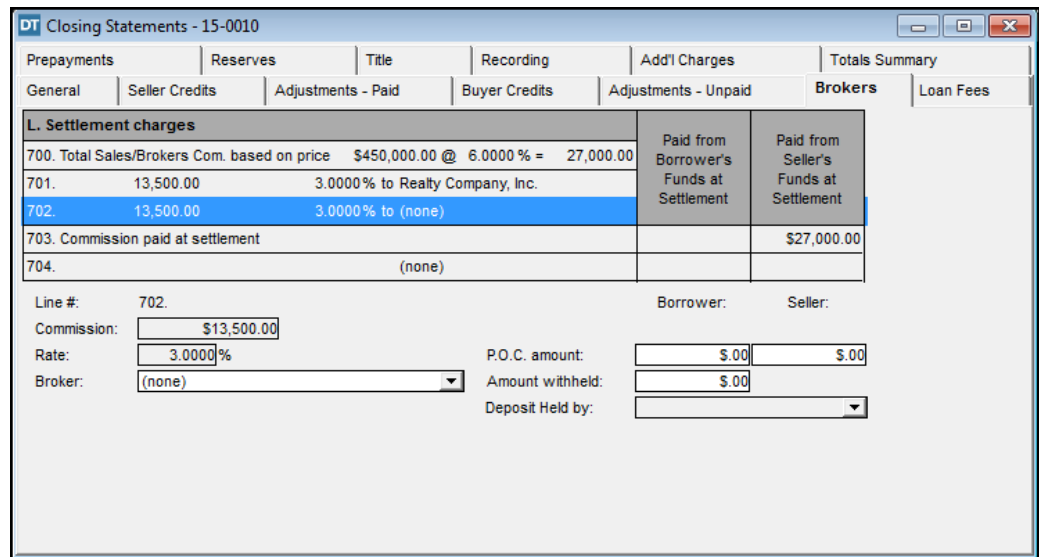 DT Closing Statements - 15-0010
Prepayments Reserves Title Recording Add'l Charges Totals Summary
General Seller Credits Adjustments - Paid Buyer Credits Adjustments - Unpaid Brokers Loan Fees
L. Settlement charges
Paid from Borrower's Funds at Settlement
Paid from Seller's Funds at Settlement
700. Total Sales/Brokers Com. based on price $450,000.00 @ 6.0000 % = 27,000.00
701. 13,500.00 3.0000 % to Realty Company, Inc.
702. 13,500.00 3.0000 % to (none)
703. Commission paid at settlement $27,000.00
704. (none)
Line #: 702. Borrower: Seller:
Commission: $13,500.00
Rate: 3.0000 % P.O.C. amount: $.00 $.00
Broker: (none) Amount withheld: $.00
Deposit Held by: